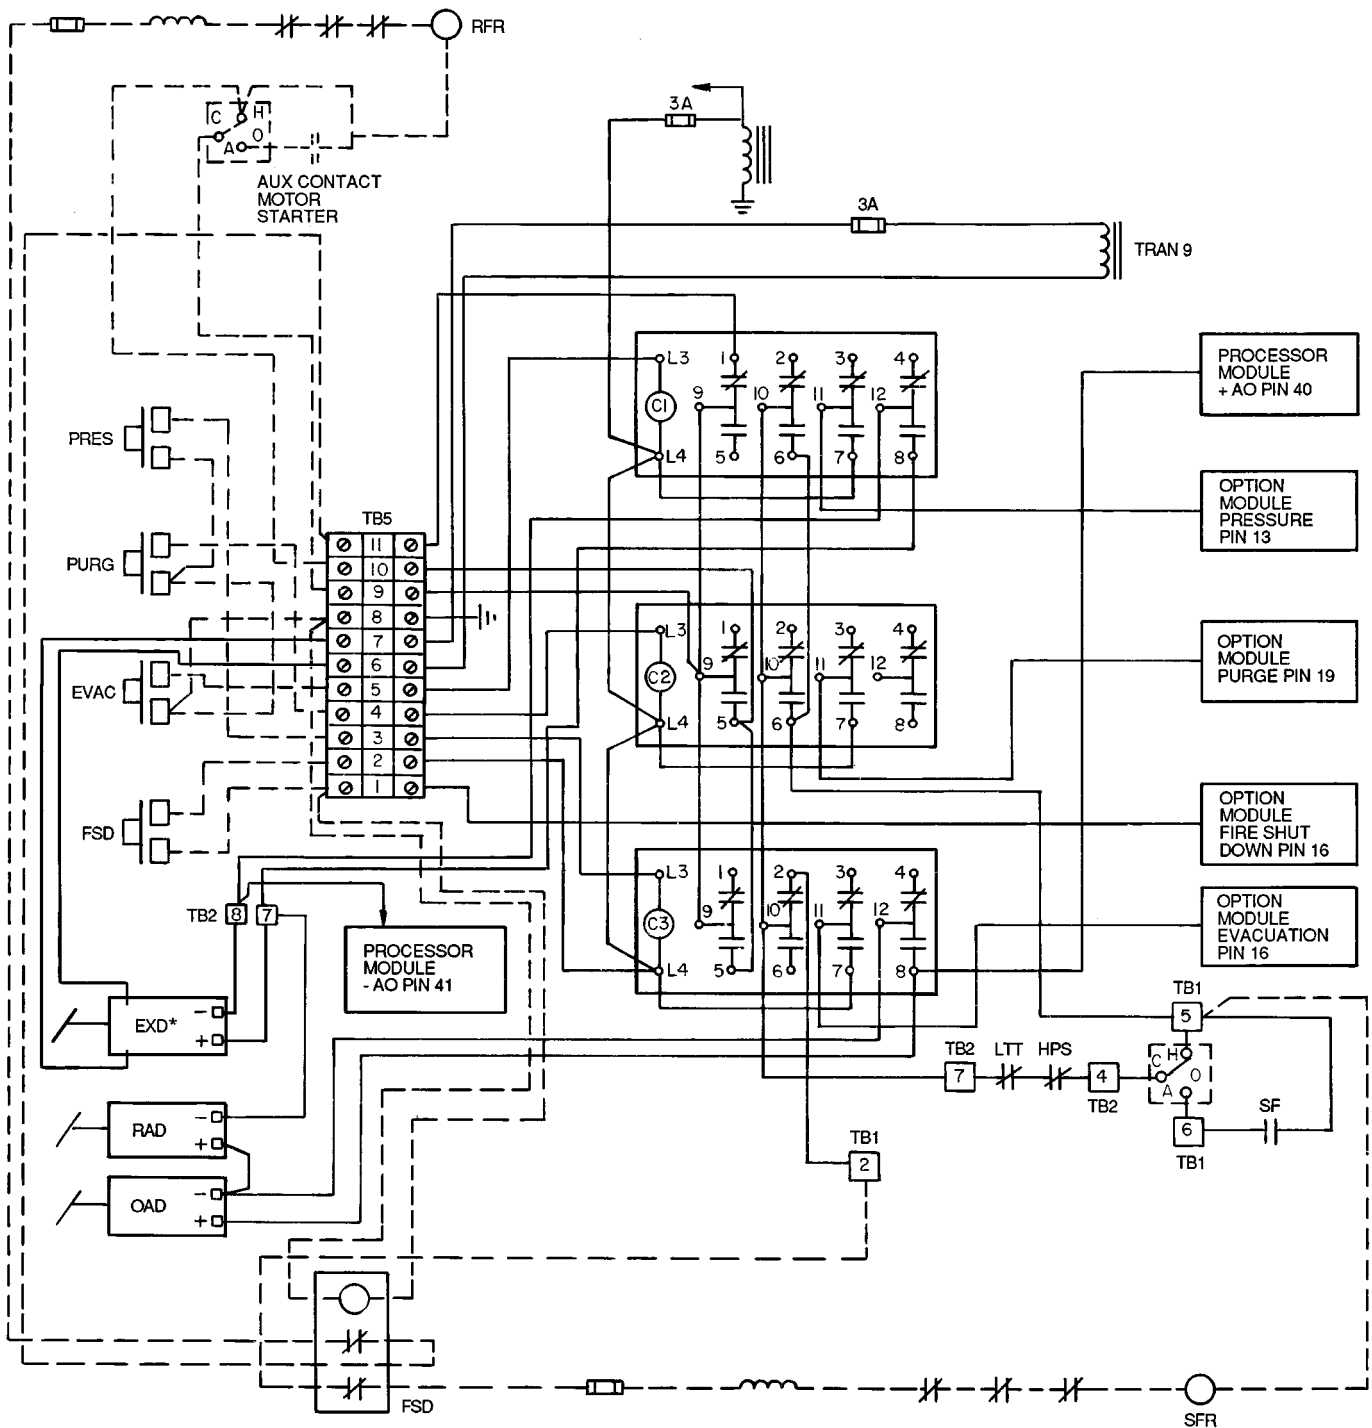 RFR
C
H
A
O
AUX CONTACT
MOTOR
STARTER
3A
3A
TRAN 9
PRES
PURG
EVAC
FSD
TB5
11
10
9
8
7
6
5
4
3
2
1
L3
1
2
3
4
9
10
11
12
C1
L4
5
6
7
8
L3
1
2
3
4
9
10
11
12
C2
L4
5
6
7
8
L3
1
2
3
4
9
10
11
12
C3
L4
5
6
7
8
PROCESSOR
MODULE
+ AO PIN 40
OPTION
MODULE
PRESSURE
PIN 13
OPTION
MODULE
PURGE PIN 19
OPTION
MODULE
FIRE SHUT
DOWN PIN 16
OPTION
MODULE
EVACUATION
PIN 16
TB2
8
7
PROCESSOR
MODULE
- AO PIN 41
EXD*
-
+
RAD
-
+
OAD
-
+
TB2
7
LTT
HPS
4
TB2
TB1
5
C
H
A
O
6
TB1
SF
TB1
2
FSD
SFR